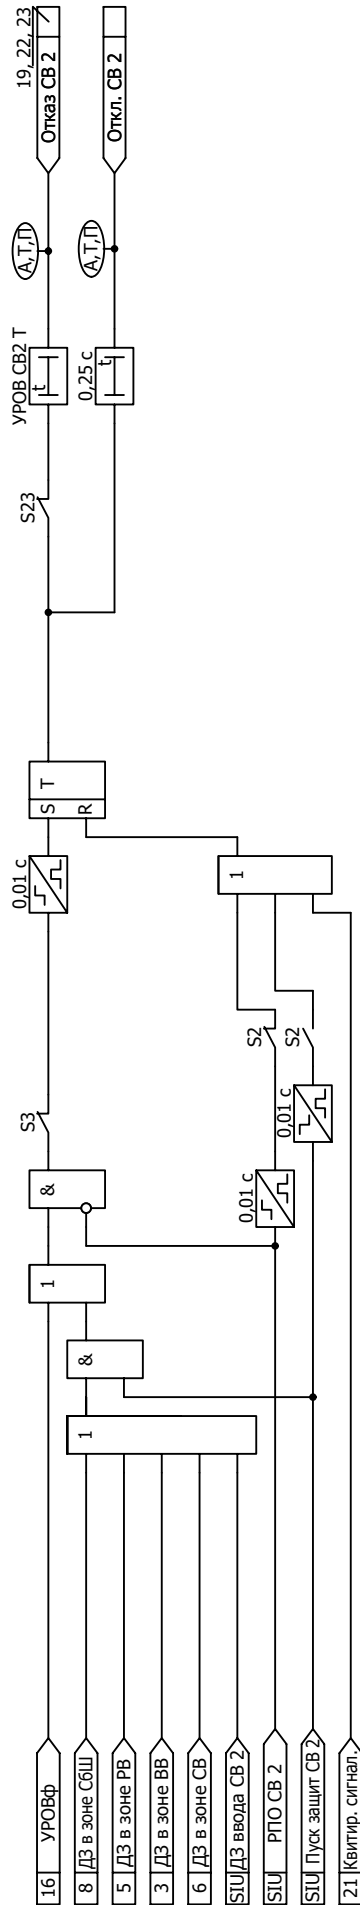 16 УРОВф
8 ДЗ в зоне СбШ
5 ДЗ в зоне РВ
3 ДЗ в зоне ВВ
6 ДЗ в зоне СВ
SIU ДЗ ввода СВ 2
SIU РПО СВ 2
SIU Пуск защит СВ 2
21 Квитир. сигнал.
1
&
1
&
S3
0,01 с
0,01 с
S2
S2
1
0,01 с
S T
R
S23
УРОВ СВ2 Т
t
0,25 с
t
А,Т,П
А,Т,П
Отказ СВ 2
19, 22, 23
Откл. СВ 2